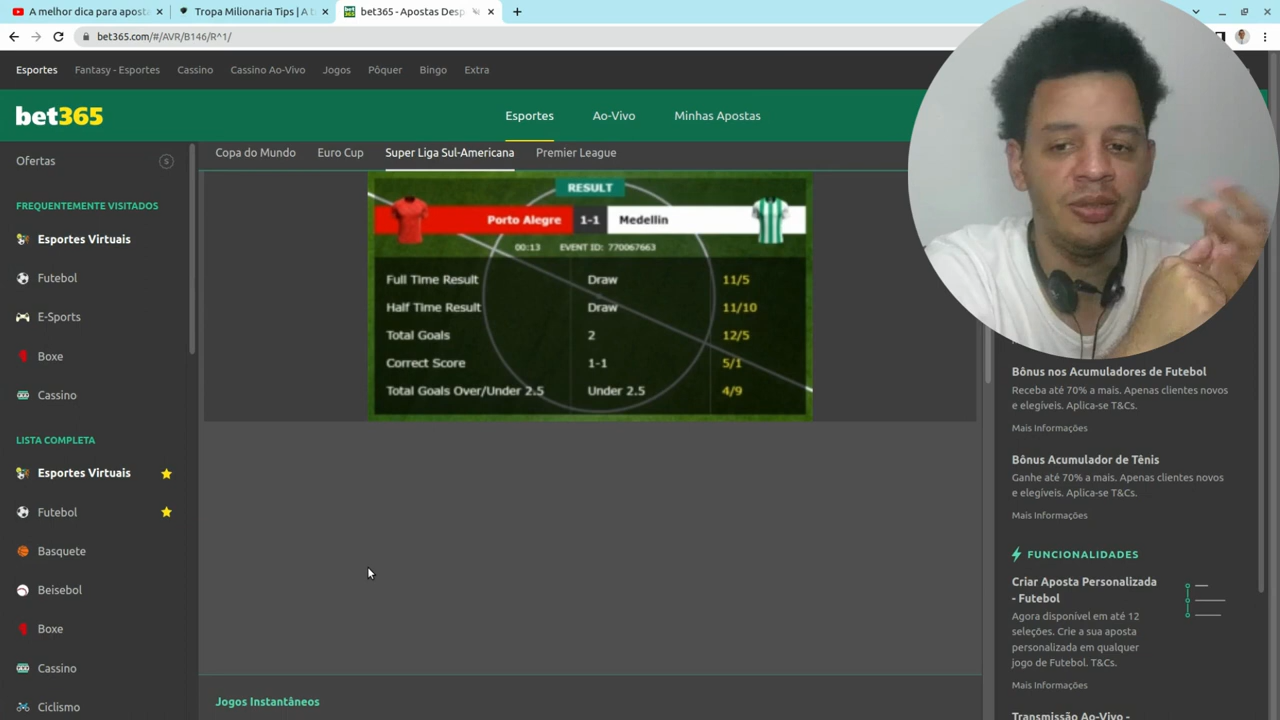 A melhor dica para aposta
Tropa Milionaria Tips | A t
bet365 - Apostas Desp
bet365.com/#/AVR/B146/R^1/
Esportes
Fantasy - Esportes
Cassino
Cassino Ao-Vivo
Jogos
Pôquer
Bingo
Extra
bet365
Esportes
Ao-Vivo
Minhas Apostas
Ofertas
FREQUENTEMENTE VISITADOS
Esportes Virtuais
Futebol
E-Sports
Boxe
Cassino
LISTA COMPLETA
Esportes Virtuais
Futebol
Basquete
Beisebol
Boxe
Cassino
Ciclismo
Copa do Mundo
Euro Cup
Super Liga Sul-Americana
Premier League
RESULT
Porto Alegre 1-1 Medellin
00:13 EVENT ID: 770067663
Full Time Result Draw 11/5
Half Time Result Draw 11/10
Total Goals 2 12/5
Correct Score 1-1 5/1
Total Goals Over/Under 2.5 Under 2.5 4/9
Jogos Instantâneos
Bônus nos Acumuladores de Futebol
Receba até 70% a mais. Apenas clientes novos
e elegíveis. Aplica-se T&Cs.
Mais Informações
Bônus Acumulador de Tênis
Ganhe até 70% a mais. Apenas clientes novos
e elegíveis. Aplica-se T&Cs.
Mais Informações
FUNCIONALIDADES
Criar Aposta Personalizada
- Futebol
Agora disponível em até 12
seleções. Crie a sua aposta
personalizada em qualquer
jogo de Futebol. T&Cs.
Mais Informações
Transmissão Ao-Vivo -